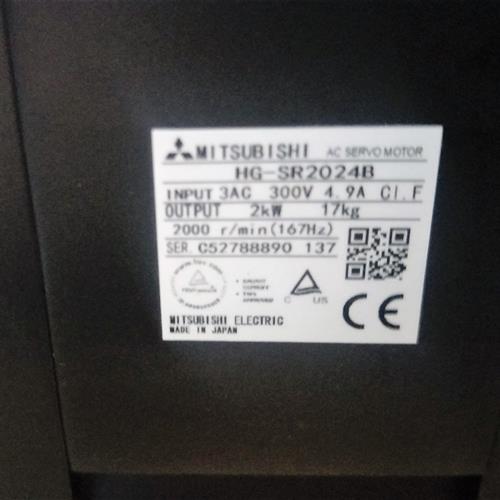 MITSUBISHI AC SERVO MOTOR
HG-SR2024B
INPUT 3AC 300V 4.9A CI.F
OUTPUT 2kW 17kg
2000 r/min(167Hz)
SER. C52788890 137
C US
CE
MITSUBISHI ELECTRIC
MADE IN JAPAN